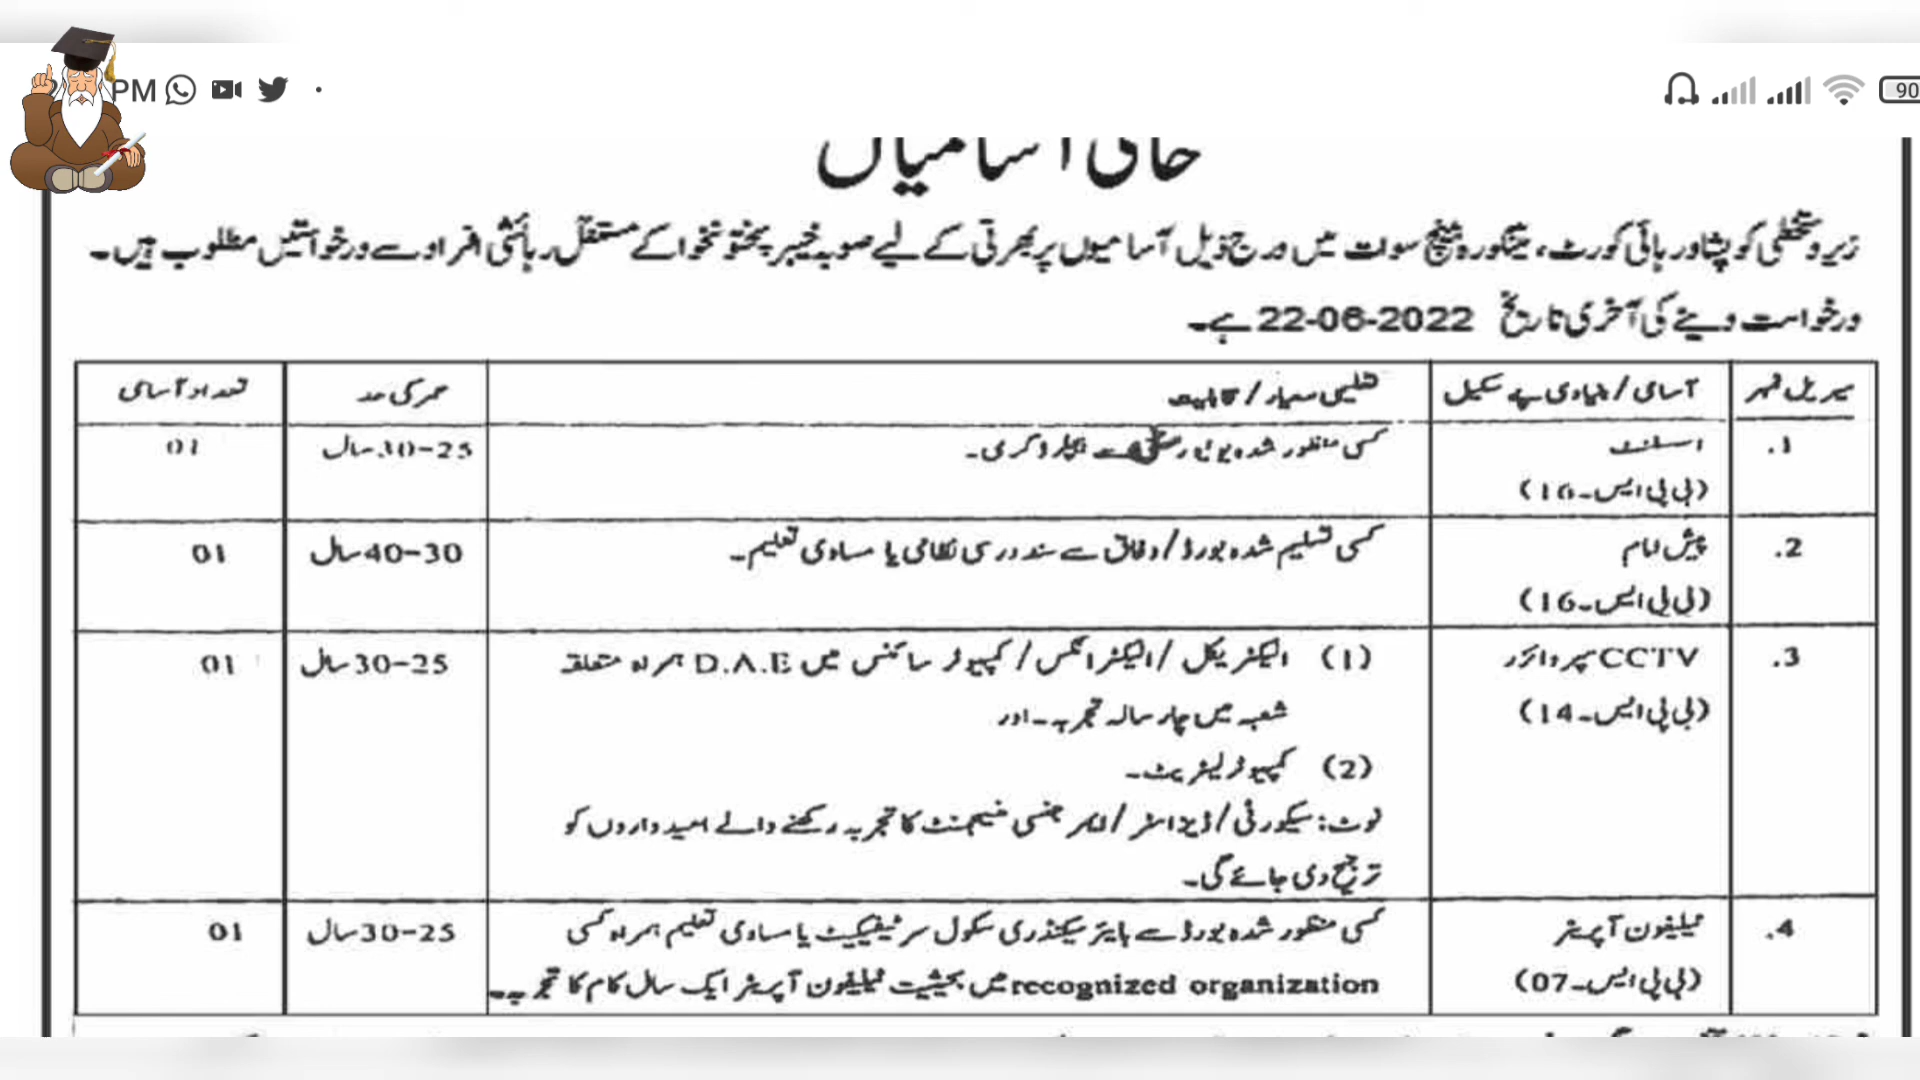 PM
90
خالی آسامیاں
زیر دستخطی کو پشاور ہائی کورٹ، مینگورہ بینچ سوات میں درج ذیل آسامیوں پر بھرتی کے لیے صوبہ خیبر پختونخوا کے مستقل رہائشی افراد سے درخواستیں مطلوب ہیں۔
درخواست دینے کی آخری تاریخ 22-06-2022 ہے۔
سیریل نمبر آسامی/بنیادی پے سکیل تعلیمی معیار/قابلیت عمر کی حد تعداد آسامی
1. اسسٹنٹ کسی منظور شدہ یونیورسٹی سے بیچلر ڈگری۔ 25-30 سال 01
(بی پی ایس۔16)
2. پیش امام کسی تسلیم شدہ بورڈ/وفاق سے سند درس نظامی یا مساوی تعلیم۔ 30-40 سال 01
(بی پی ایس۔16)
3. CCTV سپروائزر (1) الیکٹریکل/الیکٹرانکس/کمپیوٹر سائنس میں D.A.E ہمراہ متعلقہ 25-30 سال 01
(بی پی ایس۔14) شعبہ میں چار سالہ تجربہ۔ اور
(2) کمپیوٹر لیٹریٹ۔
نوٹ: سیکورٹی/ڈیزاسٹر/ایمرجنسی منیجمنٹ کا تجربہ رکھنے والے امیدواروں کو
ترجیح دی جائے گی۔
4. ٹیلیفون آپریٹر کسی منظور شدہ بورڈ سے ہایئر سیکنڈری سکول سرٹیفیکیٹ یا مساوی تعلیم ہمراہ کسی 25-30 سال 01
(بی پی ایس۔07) recognized organization میں بحیثیت ٹیلیفون آپریٹر ایک سال کام کا تجربہ۔